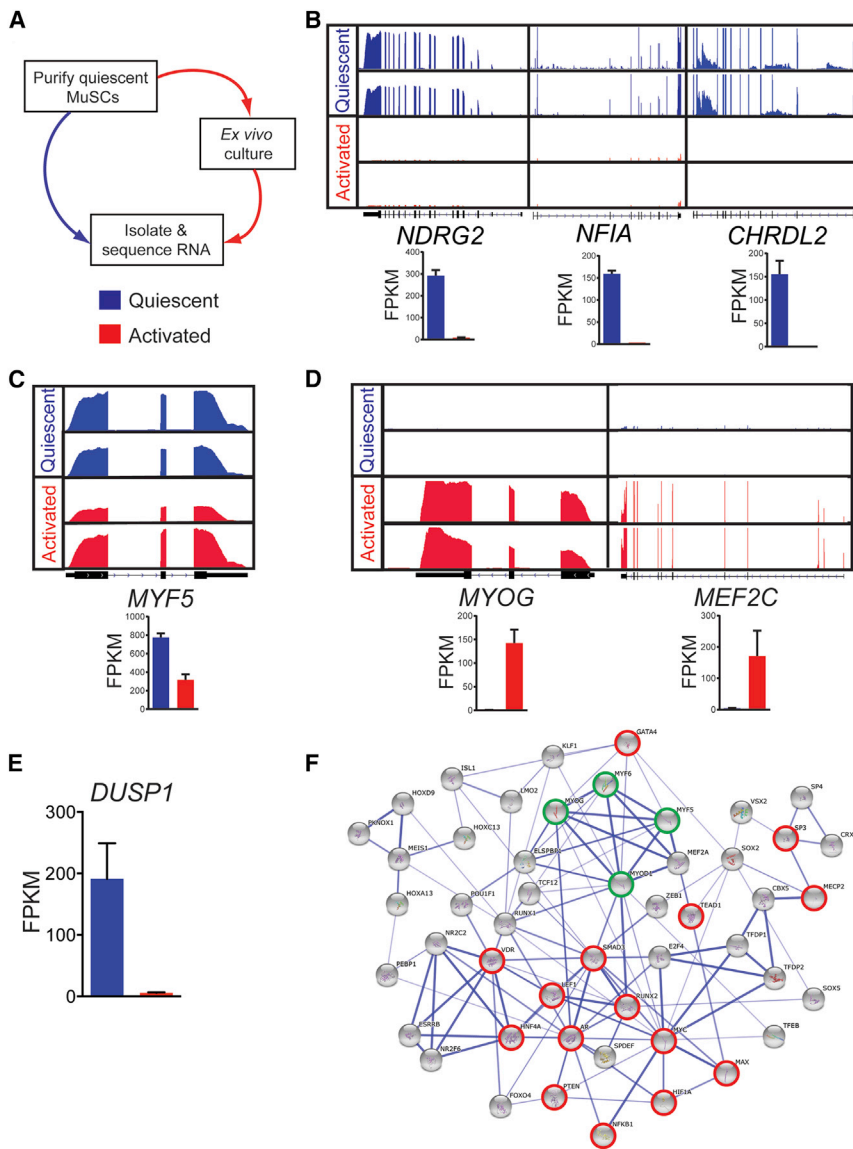 A
Purify quiescent
MuSCs
Ex vivo
culture
Isolate &
sequence RNA
Quiescent
Activated
B
Quiescent
Activated
NDRG2
NFIA
CHRDL2
FPKM
400
300
200
100
0
FPKM
200
150
100
50
0
FPKM
200
150
100
50
0
C
Quiescent
Activated
MYF5
FPKM
1000
800
600
400
200
0
D
Quiescent
Activated
MYOG
MEF2C
FPKM
200
150
100
50
0
FPKM
300
200
100
0
E
DUSP1
FPKM
300
200
100
0
F
GATA4
KLF1
MYF6
ISL1
LMO2
MYOG
MYF5
HOXD9
VSX2
SP4
PKNOX1
HOXC13
SP3
CRX
MEIS1
MEF2A
SOX2
MYOD1
TCF12
HOXA13
POU1F1
ZEB1
TEAD1
CBX5
MECP2
RUNX1
NR2C2
E2F4
TFDP1
PEBP1
VDR
TFDP2
LEF1
RUNX2
SOX5
ESRRB
HNF4A
AR
MYC
TFEB
NR2F6
SPDEF
MAX
FOXO4
PTEN
HIF1A
NFKB1